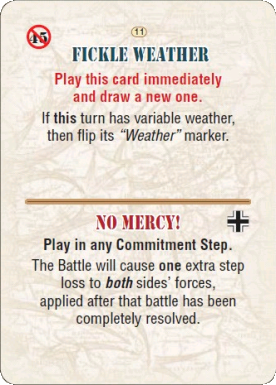 45
11
FICKLE WEATHER
Play this card immediately
and draw a new one.
If this turn has variable weather,
then flip its “Weather” marker.
NO MERCY!
Play in any Commitment Step.
The Battle will cause one extra step
loss to both sides’ forces,
applied after that battle has been
completely resolved.